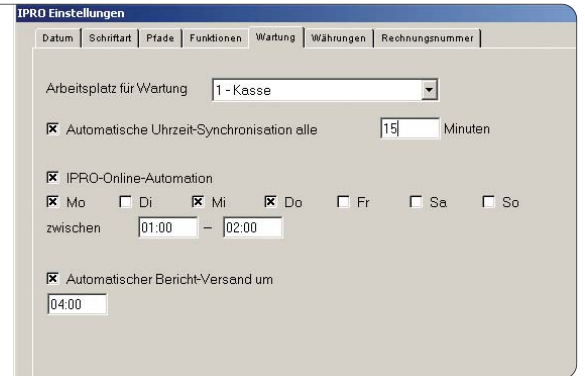 IPRO Einstellungen
Datum Schriftart Pfade Funktionen Wartung Währungen Rechnungsnummer
Arbeitsplatz für Wartung 1 - Kasse
Automatische Uhrzeit-Synchronisation alle 15 Minuten
IPRO-Online-Automation
Mo Di Mi Do Fr Sa So
zwischen 01:00 – 02:00
Automatischer Bericht-Versand um
04:00